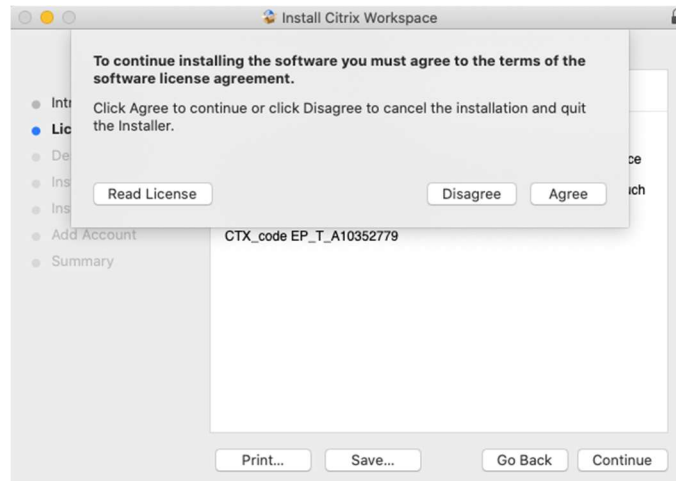 Install Citrix Workspace
To continue installing the software you must agree to the terms of the
software license agreement.
Click Agree to continue or click Disagree to cancel the installation and quit
the Installer.
Read License
Disagree
Agree
Add Account
Summary
CTX_code EP_T_A10352779
Print...
Save...
Go Back
Continue